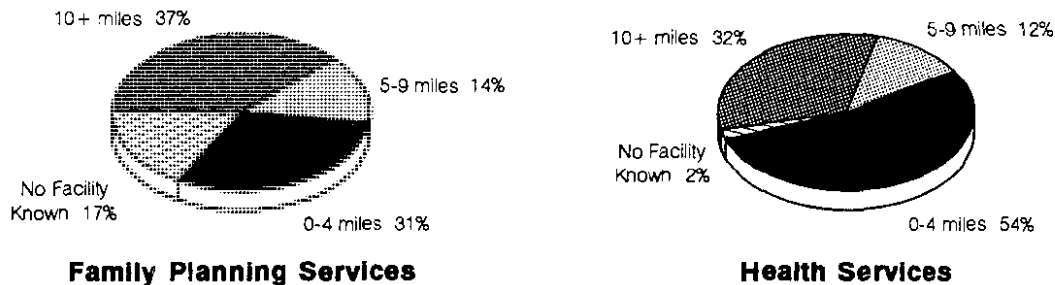 10+ miles 37%
5-9 miles 14%
No Facility
Known 17%
0-4 miles 31%
Family Planning Services
10+ miles 32%
5-9 miles 12%
No Facility
Known 2%
0-4 miles 54%
Health Services